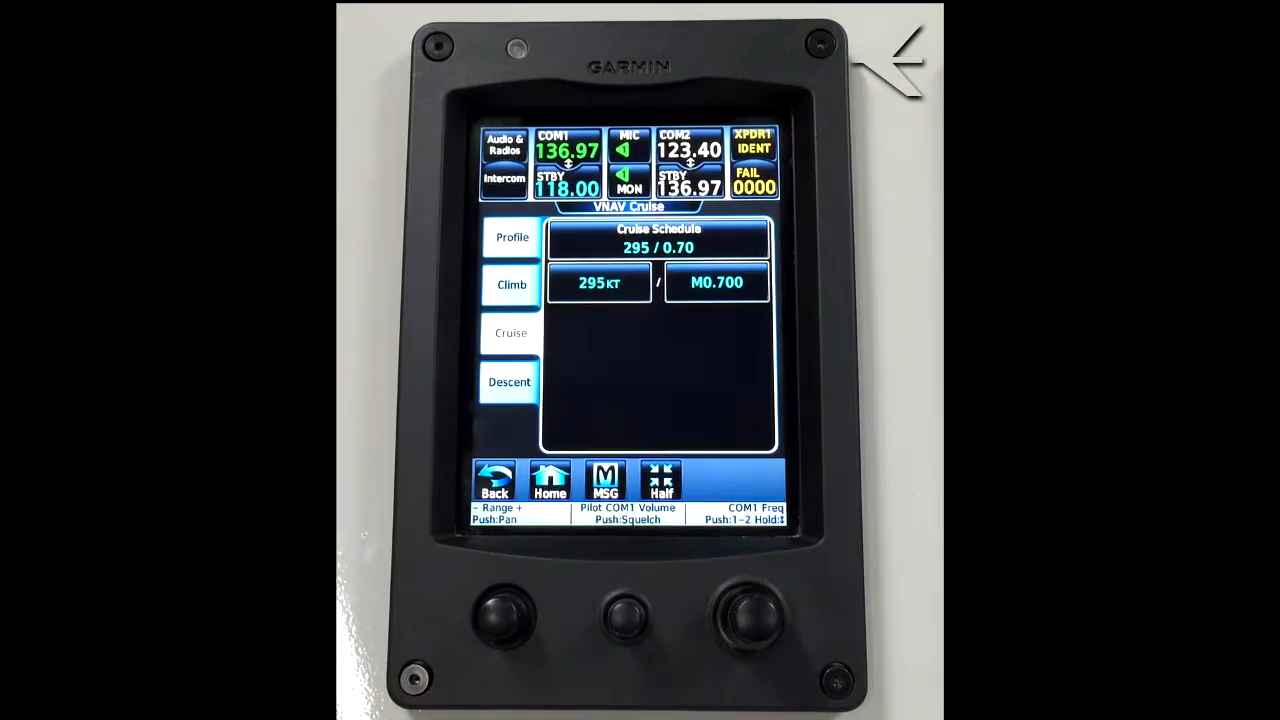 GARMIN
Audio & Radios
Intercom
COM1
136.97
STBY
118.00
MIC
1
1
MON
COM2
123.40
STBY
136.97
XPDR1
IDENT
FAIL
0000
VNAV Cruise
Profile
Climb
Cruise
Descent
Cruise Schedule
295 / 0.70
295KT / M0.700
Back
Home
MSG
Half
- Range +
Push:Pan
Pilot COM1 Volume
Push:Squelch
COM1 Freq
Push:1-2 Hold:↕